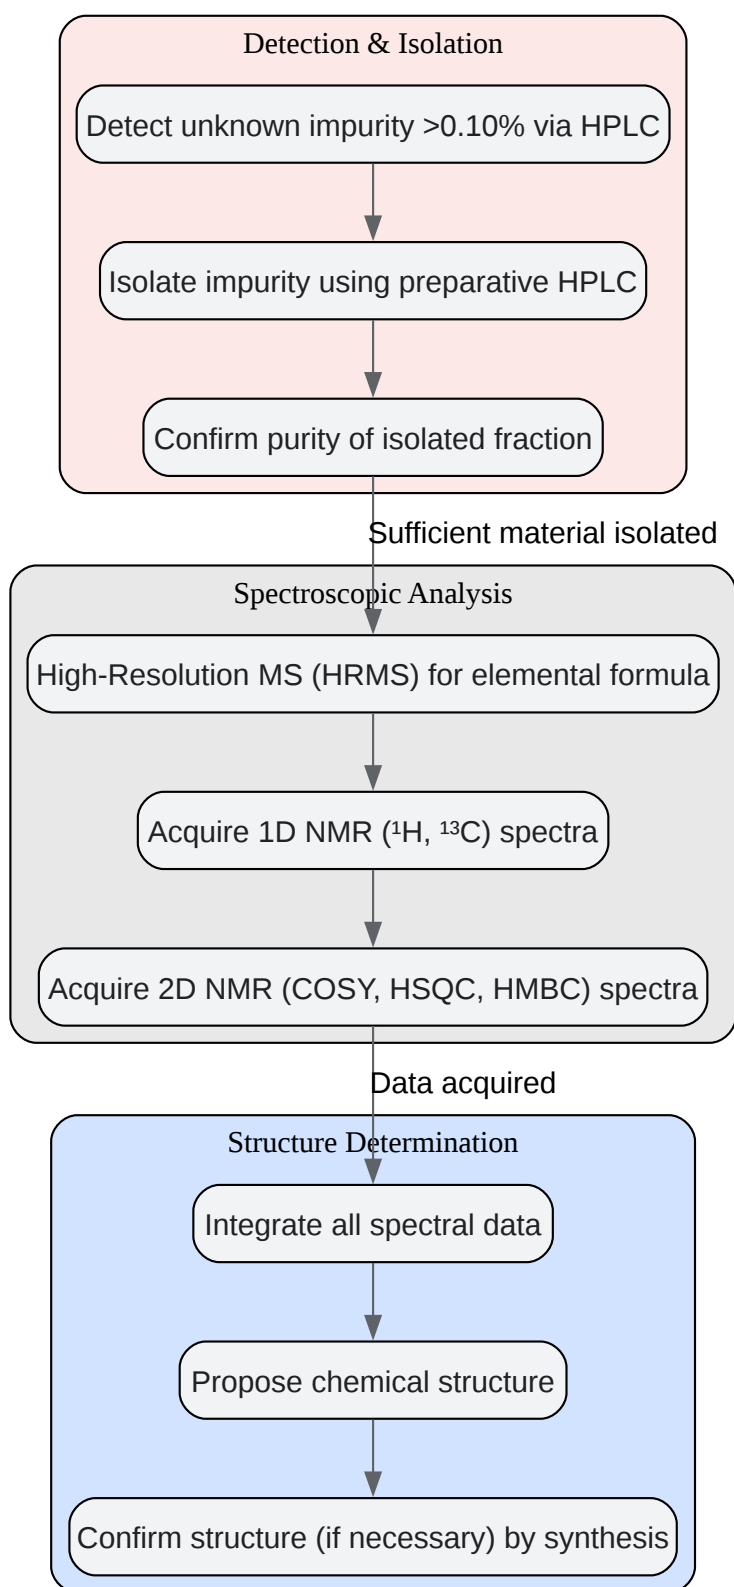 Detection & Isolation
Detect unknown impurity >0.10% via HPLC
Isolate impurity using preparative HPLC
Confirm purity of isolated fraction
Sufficient material isolated
Spectroscopic Analysis
High-Resolution MS (HRMS) for elemental formula
Acquire 1D NMR (¹H, ¹³C) spectra
Acquire 2D NMR (COSY, HSQC, HMBC) spectra
Data acquired
Structure Determination
Integrate all spectral data
Propose chemical structure
Confirm structure (if necessary) by synthesis